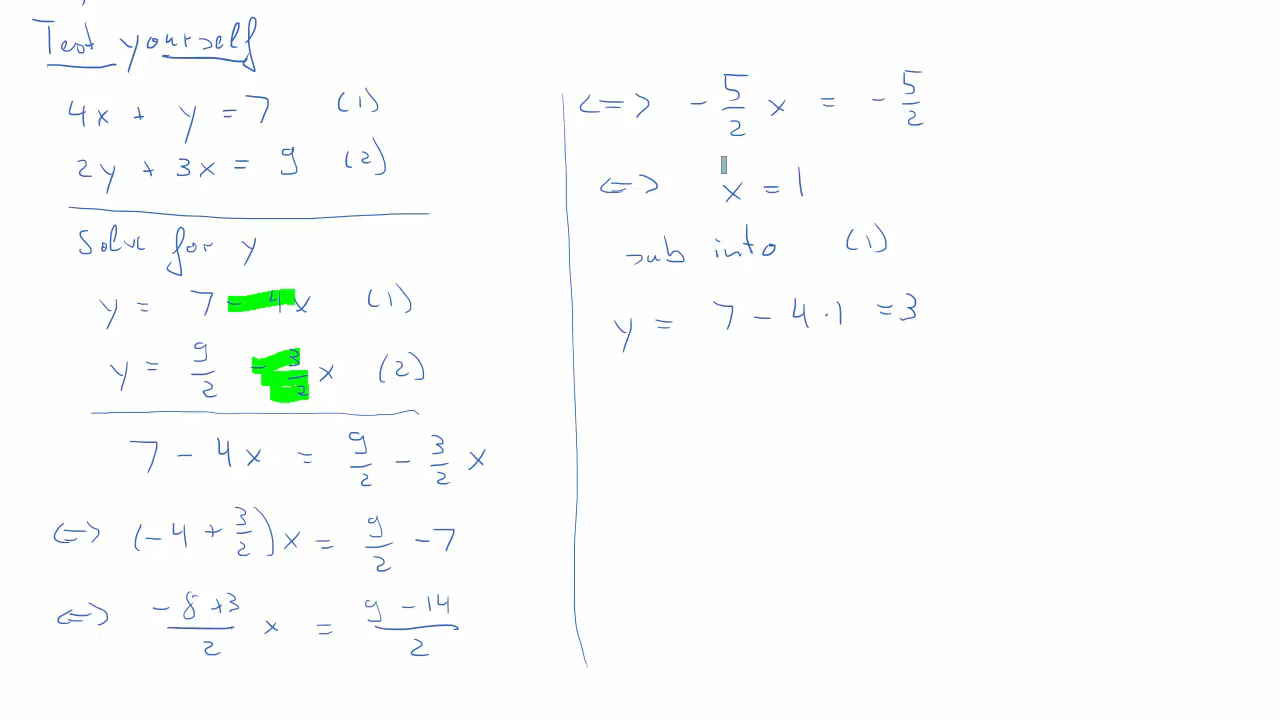 Test yourself
4x + y = 7 (1)
2y + 3x = 9 (2)
Solve for y
y = 7 - 4x (1)
y = 9/2 - 3/2 x (2)
7 - 4x = 9/2 - 3/2 x
<=> (-4 + 3/2)x = 9/2 - 7
<=> (-8+3)/2 x = (9-14)/2
<=> - 5/2 x = - 5/2
<=> x = 1
sub into (1)
y = 7 - 4 · 1 = 3